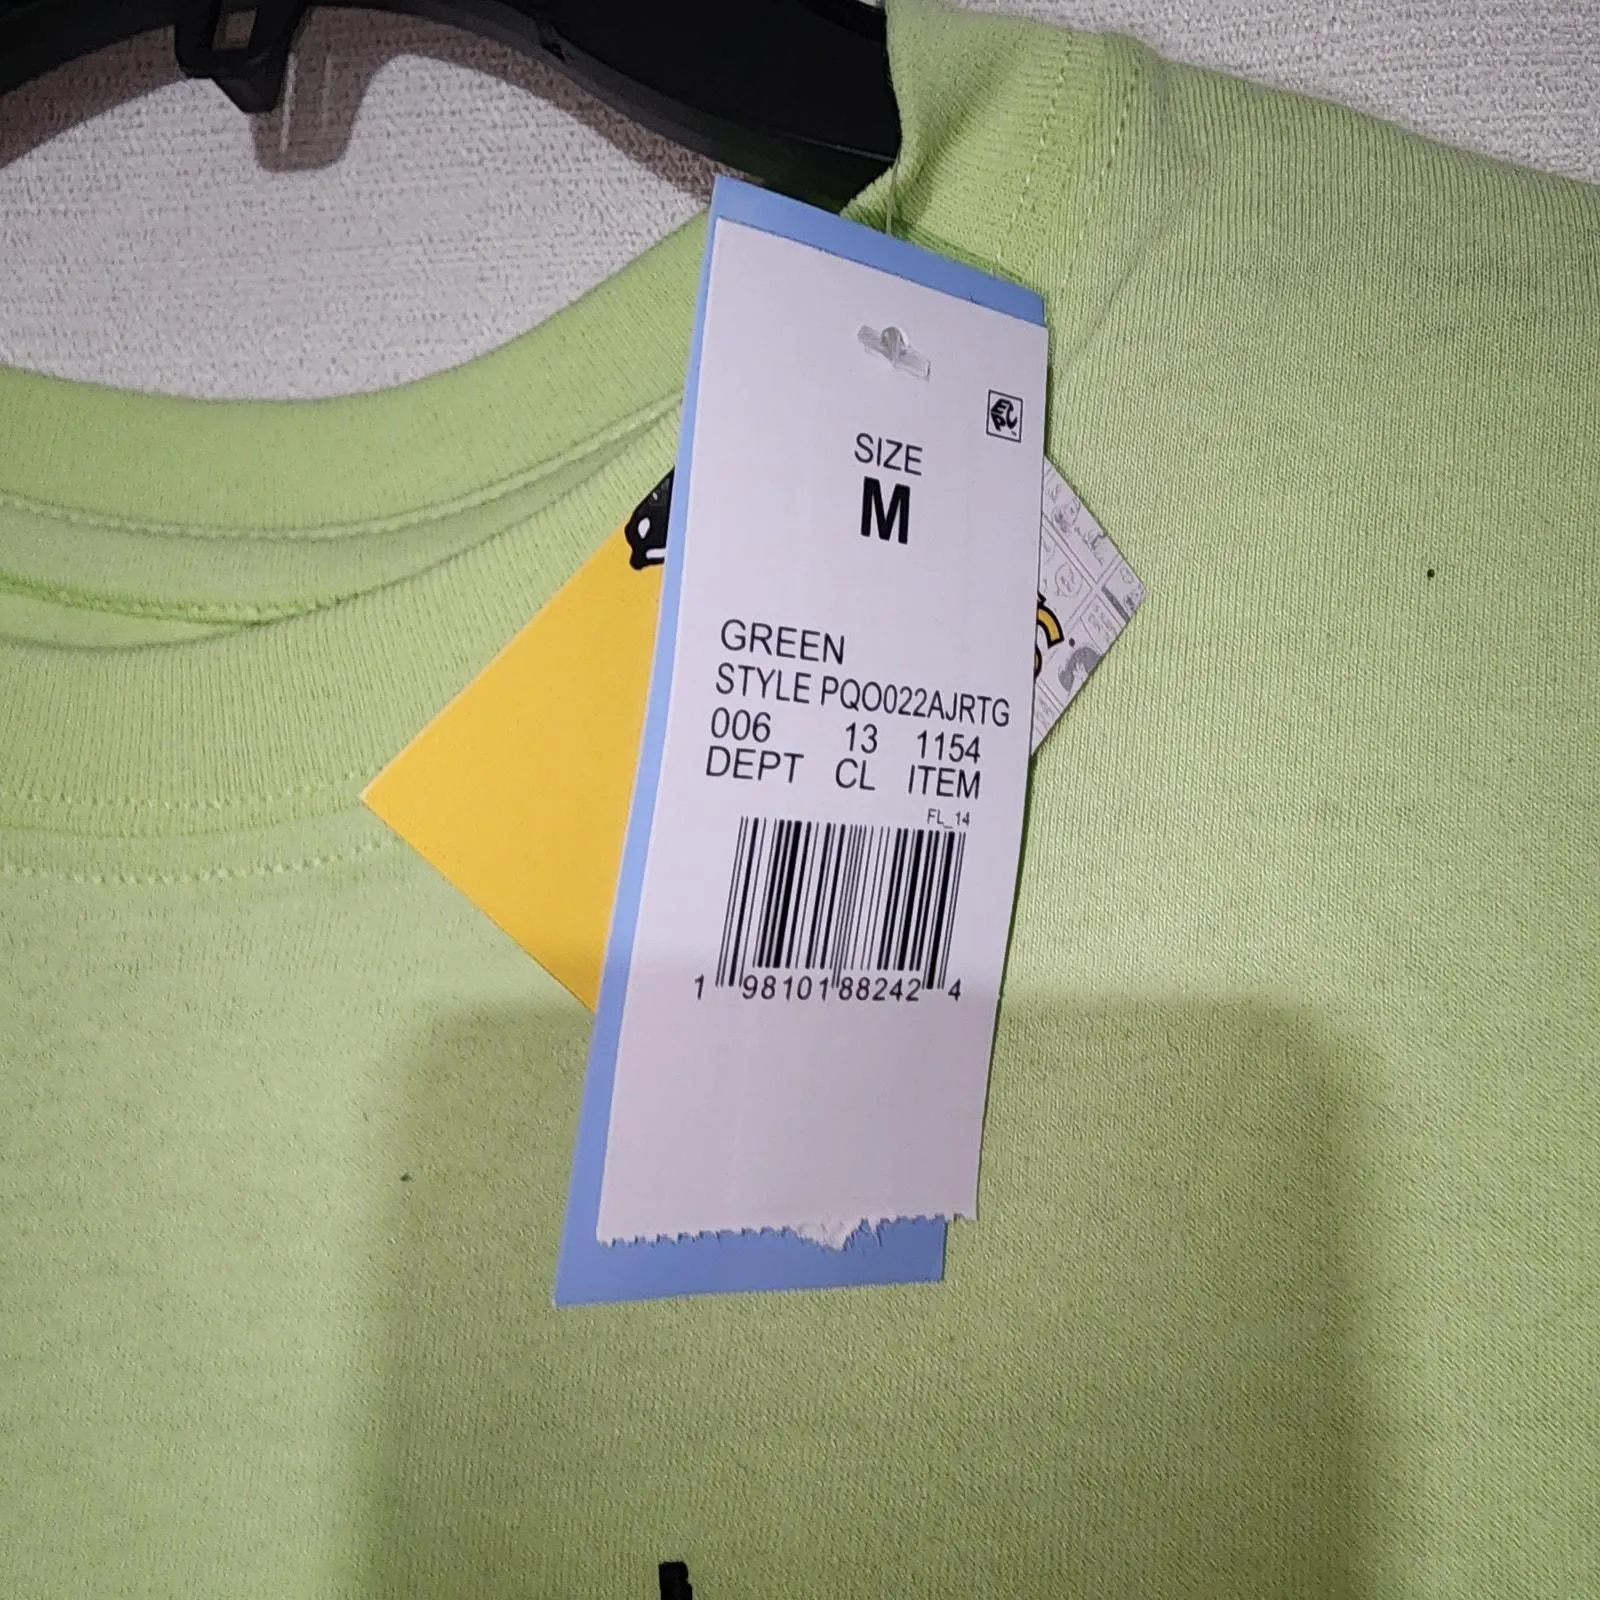 SIZE
M
GREEN
STYLE PQO022AJRTG
006 13 1154
DEPT CL ITEM
FL_14
1 98101 88242 4